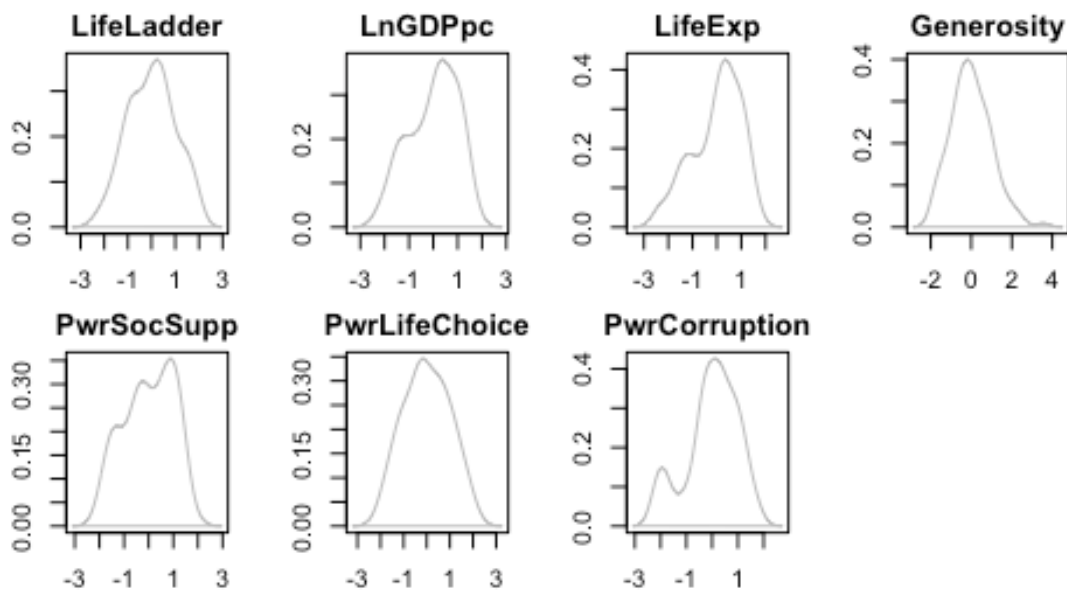 LifeLadder LnGDPpc LifeExp Generosity
0.0 0.2
-3 -1 1 3
0.0 0.2
-3 -1 1 3
0.0 0.2 0.4
-3 -1 1
0.0 0.2 0.4
-2 0 2 4
PwrSocSupp PwrLifeChoice PwrCorruption
0.00 0.15 0.30
-3 -1 1 3
0.00 0.15 0.30
-3 -1 1 3
0.0 0.2 0.4
-3 -1 1